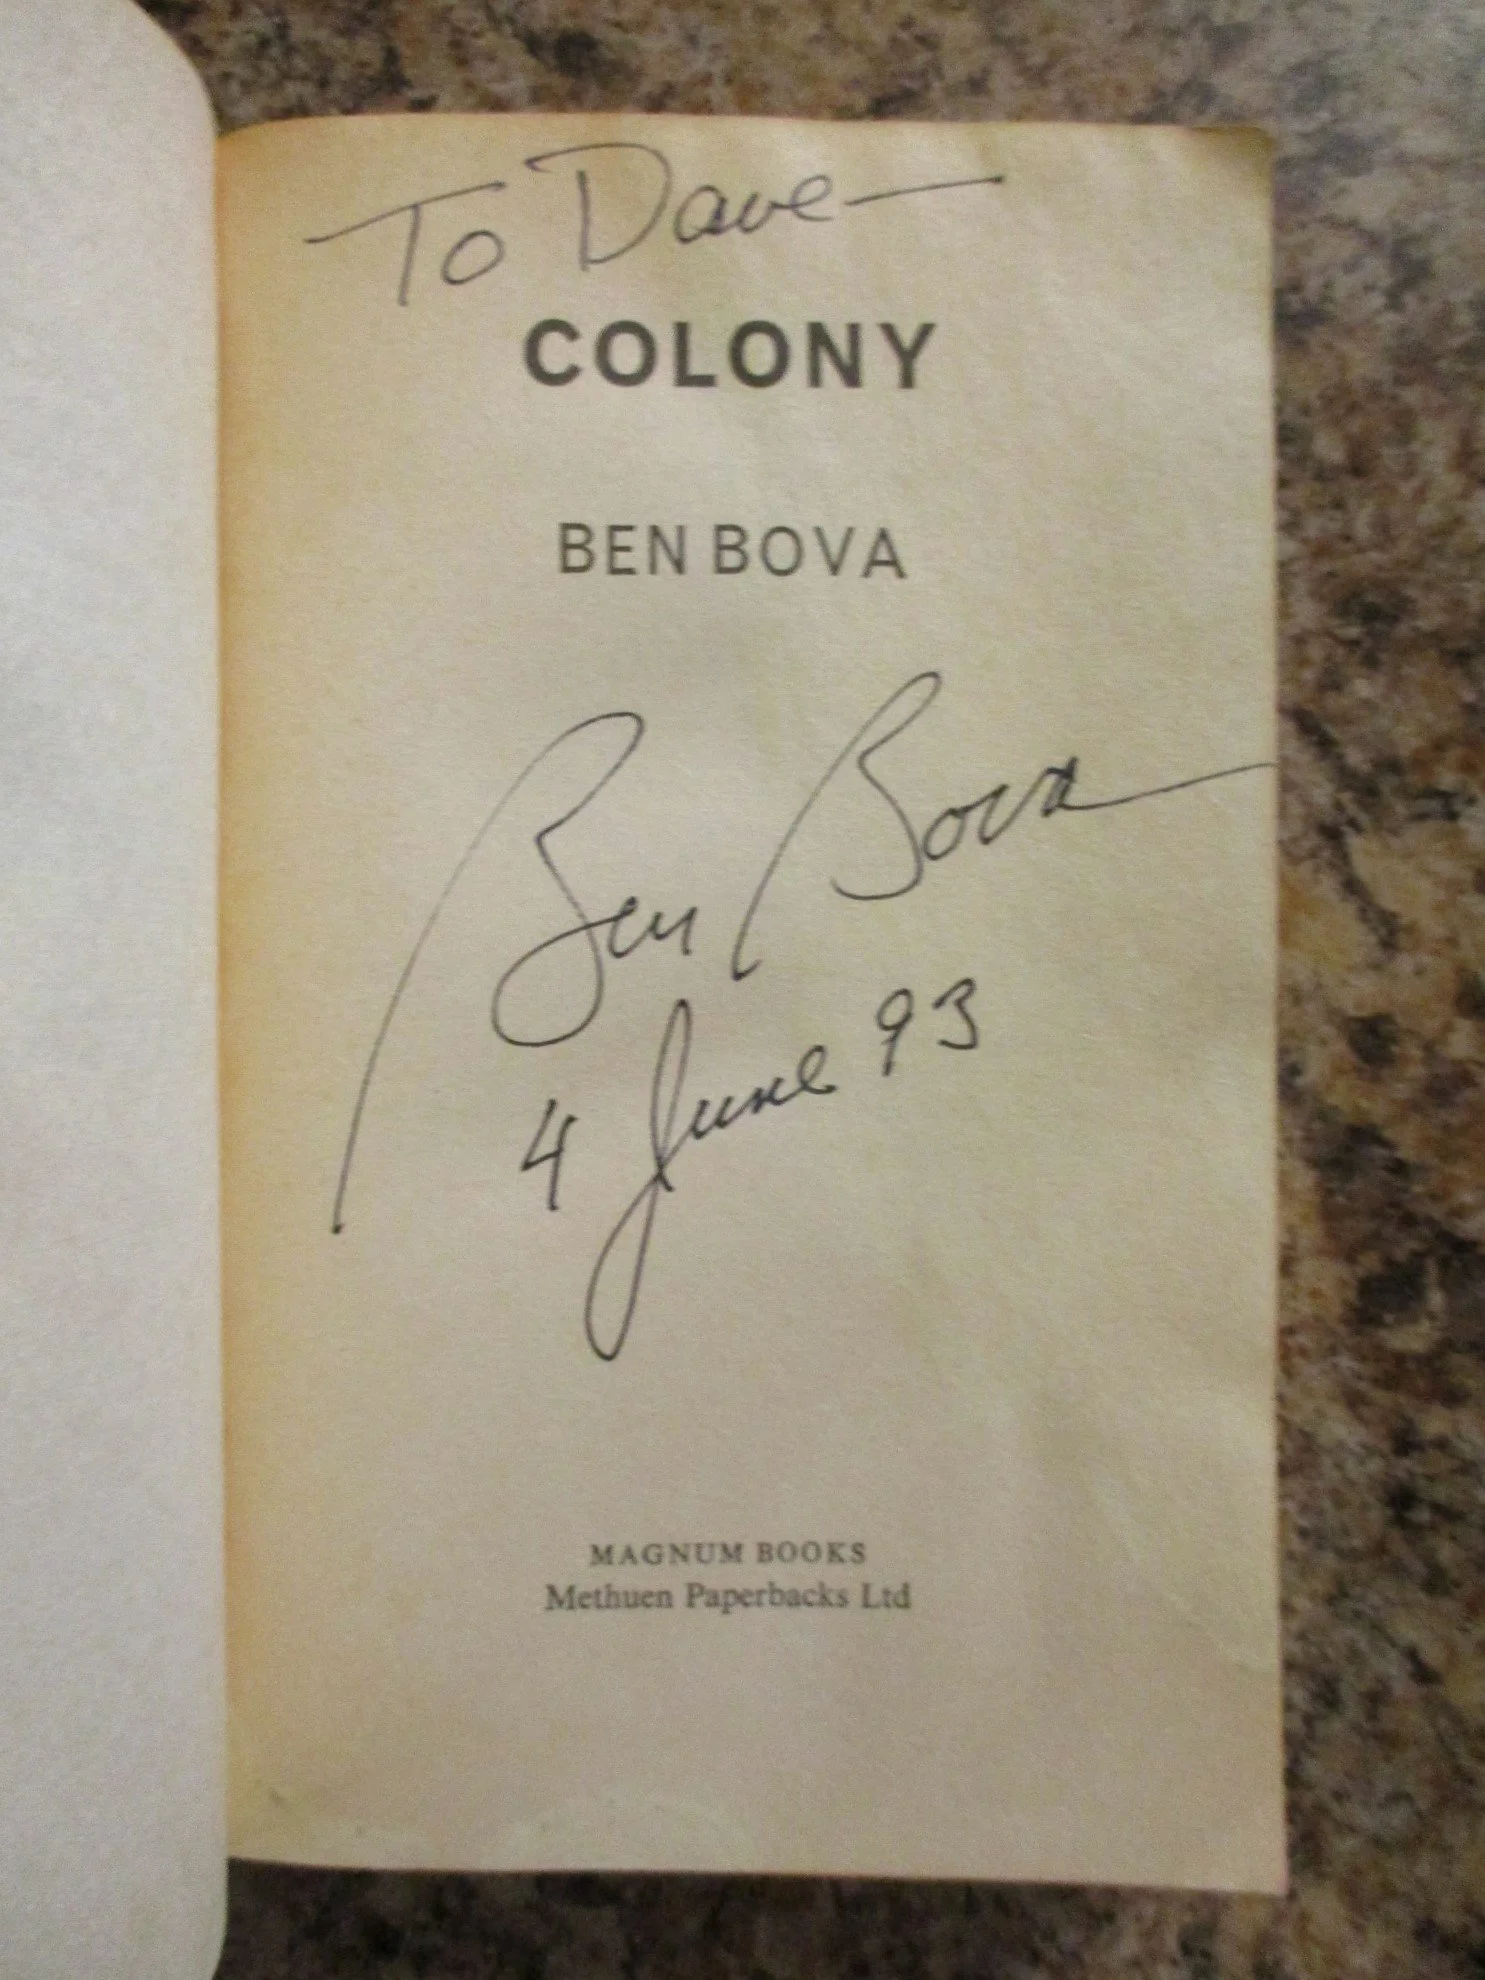 To Dave—
COLONY
BEN BOVA
Ben Bova
4 June 93
MAGNUM BOOKS
Methuen Paperbacks Ltd